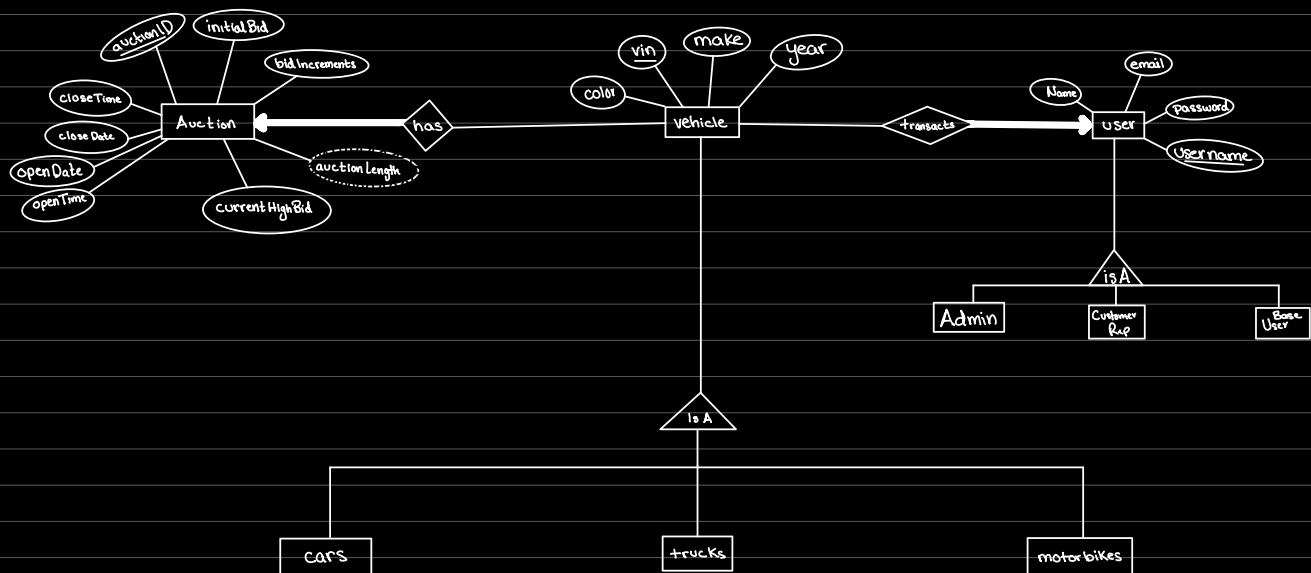 auctionID
initialBid
bidIncrements
closeTime
closeDate
openDate
openTime
Auction
auctionLength
currentHighBid
has
color
vin
make
year
vehicle
transacts
Name
email
password
username
user
isA
Admin
Customer
Rep
Base
User
Is A
cars
trucks
motorbikes